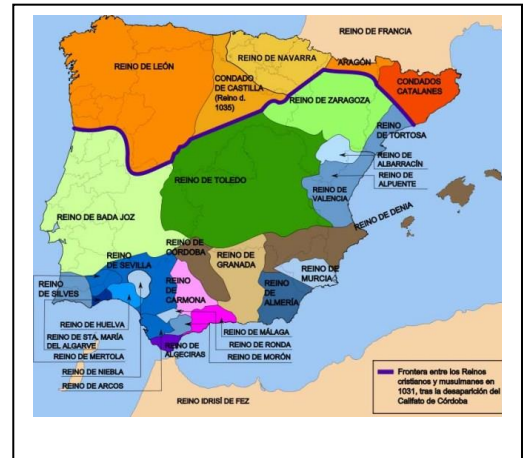 REINO DE FRANCIA
REINO DE LEÓN
REINO DE NAVARRA
ARAGÓN
CONDADO
DE CASTILLA
(Reino d.
1035)
CONDADOS
CATALANES
REINO DE ZARAGOZA
REINO
DE TORTOSA
REINO DE
ALBARRACÍN
REINO DE
ALPUENTE
REINO DE TOLEDO
REINO DE
VALENCIA
REINO DE DENIA
REINO DE BADA JOZ
REINO DE
CÓRDOBA
REINO
DE SEVILLA
REINO DE
GRANADA
REINO DE
MURCIA
REINO
DE SILVES
REINO
DE
CARMONA
REINO
DE
ALMERÍA
REINO DE HUELVA
REINO DE STA. MARÍA
DEL ALGARVE
REINO DE MERTOLA
REINO DE NIEBLA
REINO DE ARCOS
REINO
DE
ALGECIRAS
REINO DE MÁLAGA
REINO DE RONDA
REINO DE MORÓN
REINO IDRISÍ DE FEZ
Frontera entre los Reinos
cristianos y musulmanes en
1031, tras la desaparición del
Califato de Córdoba